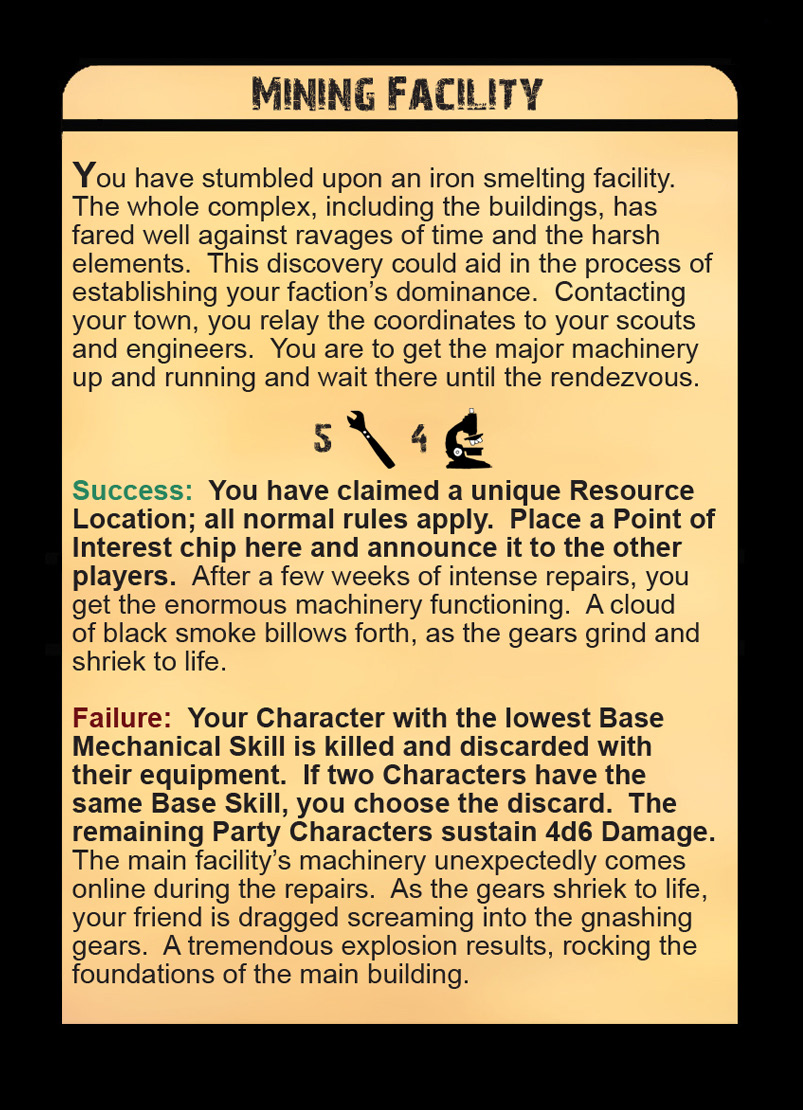 MINING FACILITY
You have stumbled upon an iron smelting facility.
The whole complex, including the buildings, has
fared well against ravages of time and the harsh
elements.  This discovery could aid in the process of
establishing your faction’s dominance.  Contacting
your town, you relay the coordinates to your scouts
and engineers.  You are to get the major machinery
up and running and wait there until the rendezvous.
5 4
Success:  You have claimed a unique Resource
Location; all normal rules apply.  Place a Point of
Interest chip here and announce it to the other
players.  After a few weeks of intense repairs, you
get the enormous machinery functioning.  A cloud
of black smoke billows forth, as the gears grind and
shriek to life.
Failure:  Your Character with the lowest Base
Mechanical Skill is killed and discarded with
their equipment.  If two Characters have the
same Base Skill, you choose the discard.  The
remaining Party Characters sustain 4d6 Damage.
The main facility’s machinery unexpectedly comes
online during the repairs.  As the gears shriek to life,
your friend is dragged screaming into the gnashing
gears.  A tremendous explosion results, rocking the
foundations of the main building.